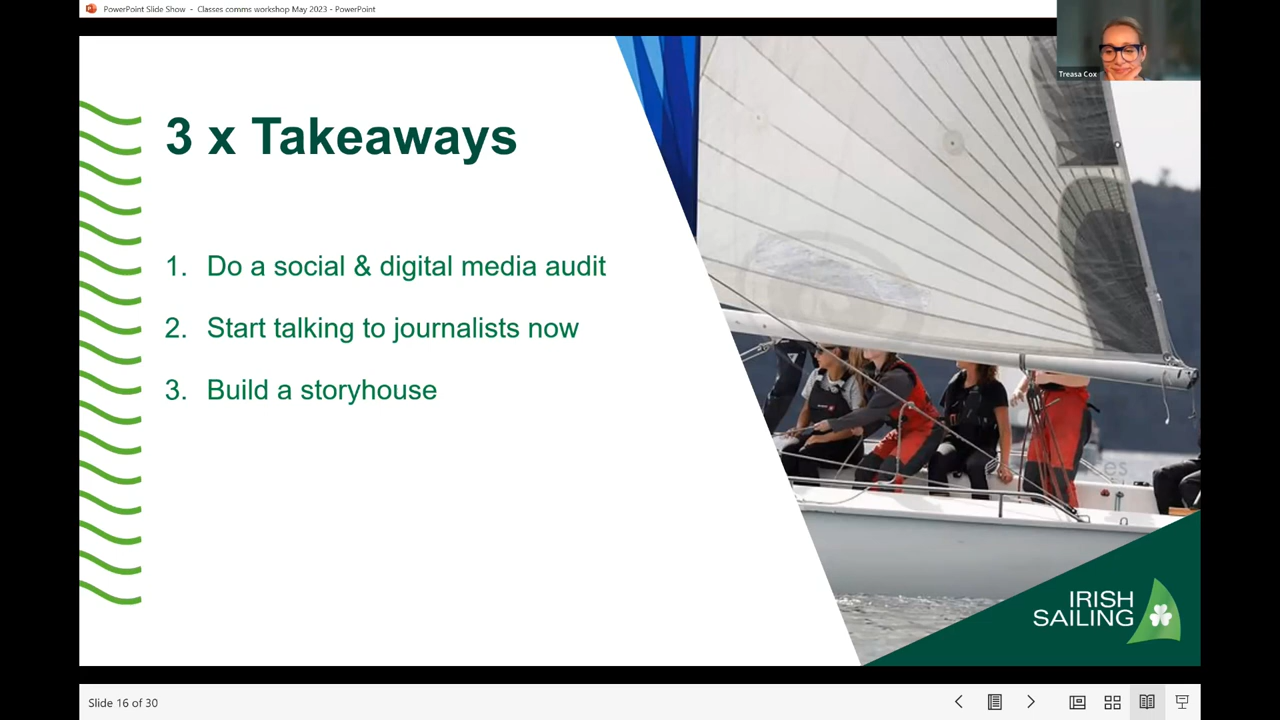 PowerPoint Slide Show - Classes comms workshop May 2023 - PowerPoint
Treasa Cox
3 x Takeaways
1. Do a social & digital media audit
2. Start talking to journalists now
3. Build a storyhouse
IRISH
SAILING
Slide 16 of 30